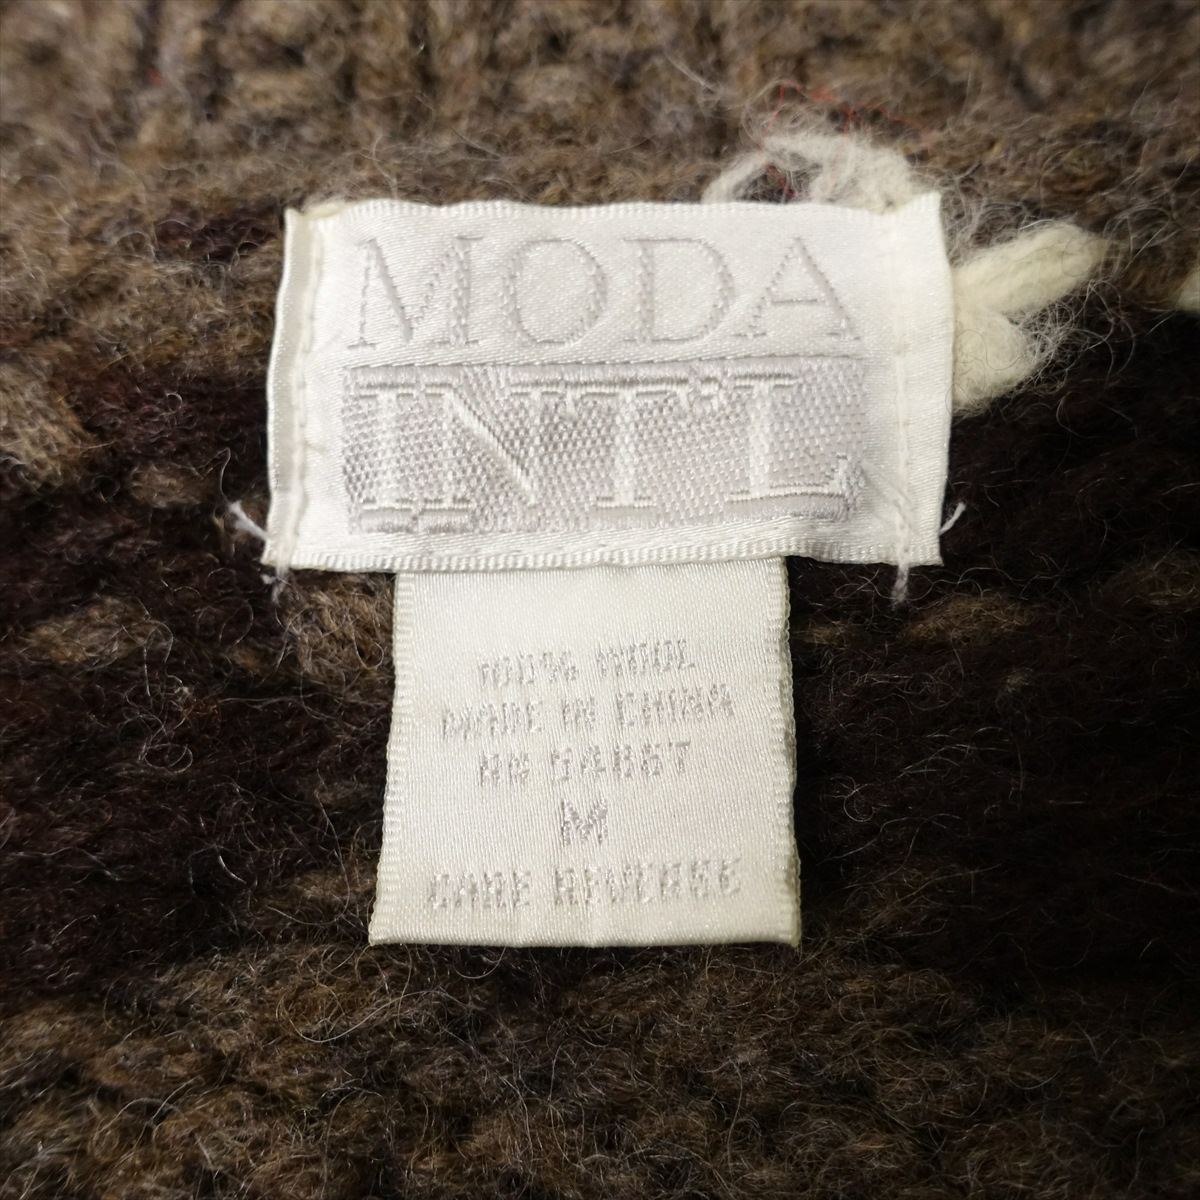 MODA
INT'L
100% WOOL
MADE IN CHINA
RN 54867
M
CARE REVERSE